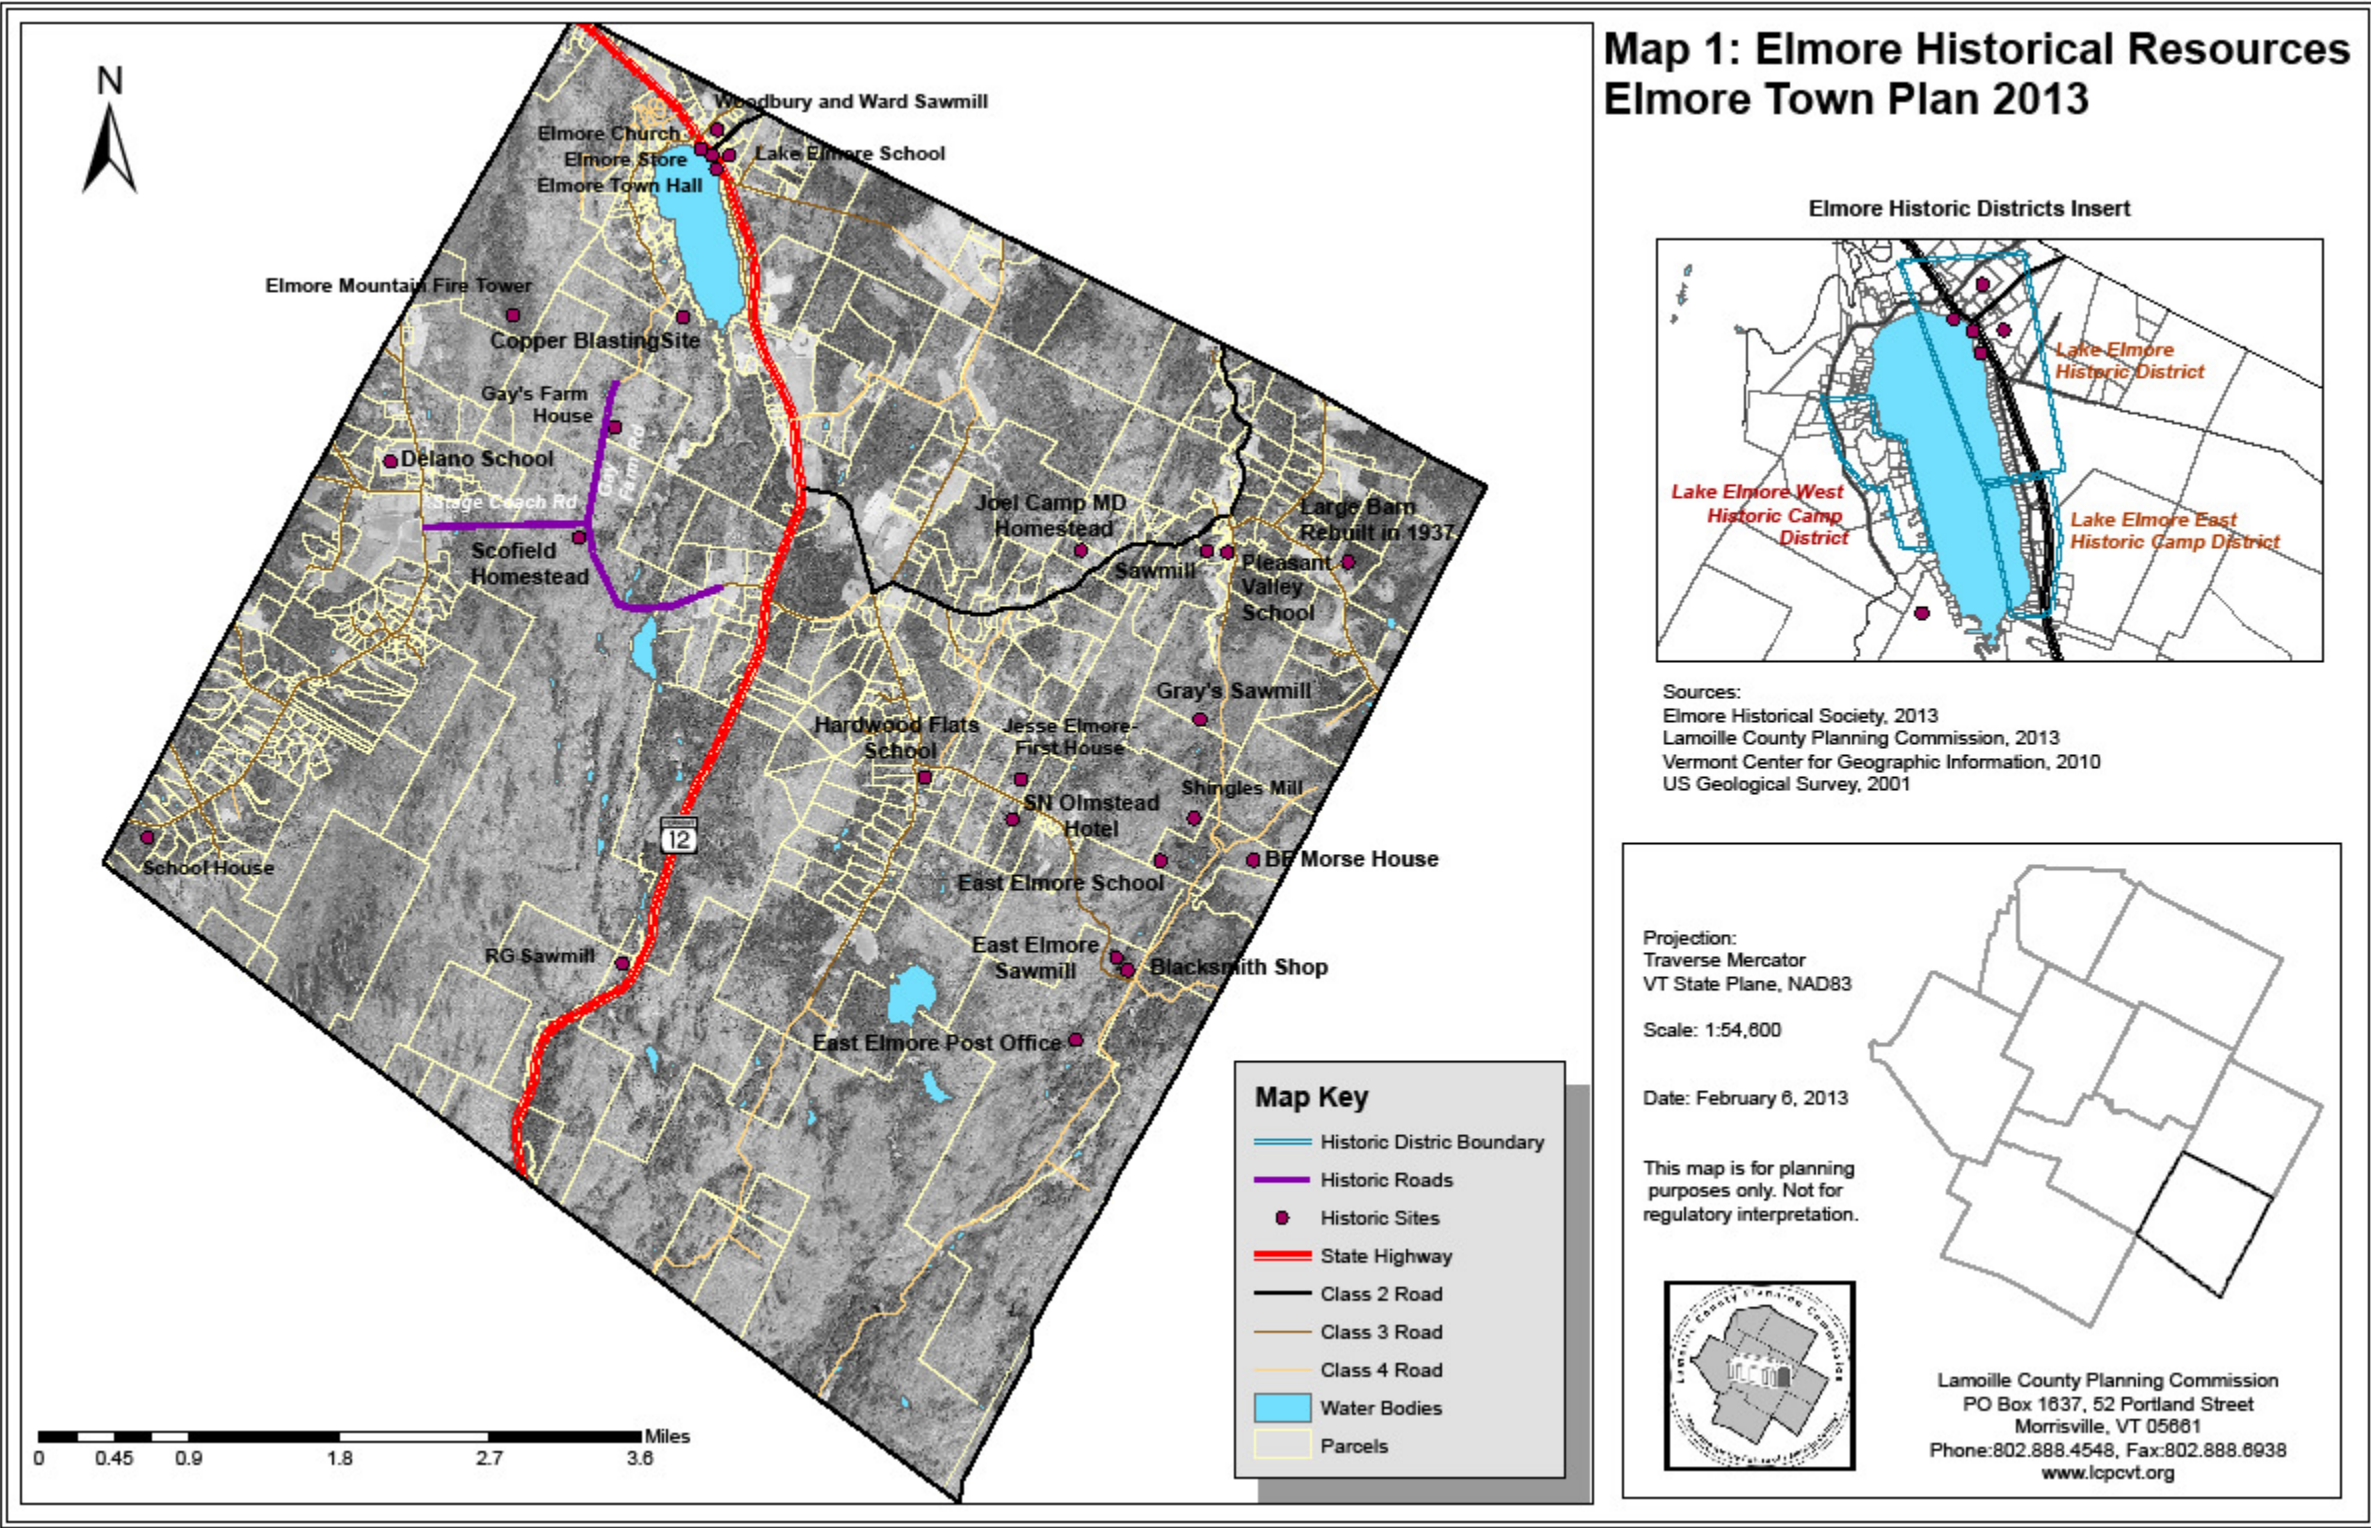 Map 1: Elmore Historical Resources
Elmore Town Plan 2013
N
Woodbury and Ward Sawmill
Elmore Church
Elmore Store
Lake Elmore School
Elmore Town Hall
Elmore Mountain Fire Tower
Copper BlastingSite
Gay's Farm
House
Gay
Farm Rd
Delano School
Stage Coach Rd
Scofield
Homestead
Joel Camp MD
Homestead
Large Barn
Rebuilt in 1937
Sawmill
Pleasant
Valley
School
Gray's Sawmill
Hardwood Flats
School
Jesse Elmore-
First House
Shingles Mill
SN Olmstead
Hotel
12
School House
East Elmore School
BF Morse House
RG Sawmill
East Elmore
Sawmill
Blacksmith Shop
East Elmore Post Office
Map Key
Historic Distric Boundary
Historic Roads
Historic Sites
State Highway
Class 2 Road
Class 3 Road
Class 4 Road
Water Bodies
Parcels
Miles
0 0.45 0.9 1.8 2.7 3.6
Elmore Historic Districts Insert
Lake Elmore
Historic District
Lake Elmore West
Historic Camp
District
Lake Elmore East
Historic Camp District
Sources:
Elmore Historical Society, 2013
Lamoille County Planning Commission, 2013
Vermont Center for Geographic Information, 2010
US Geological Survey, 2001
Projection:
Traverse Mercator
VT State Plane, NAD83
Scale: 1:54,600
Date: February 6, 2013
This map is for planning
purposes only. Not for
regulatory interpretation.
Lamoille County Planning Commission
Lamoille County Planning Commission
PO Box 1637, 52 Portland Street
Morrisville, VT 05661
Phone:802.888.4548, Fax:802.888.6938
www.lcpcvt.org